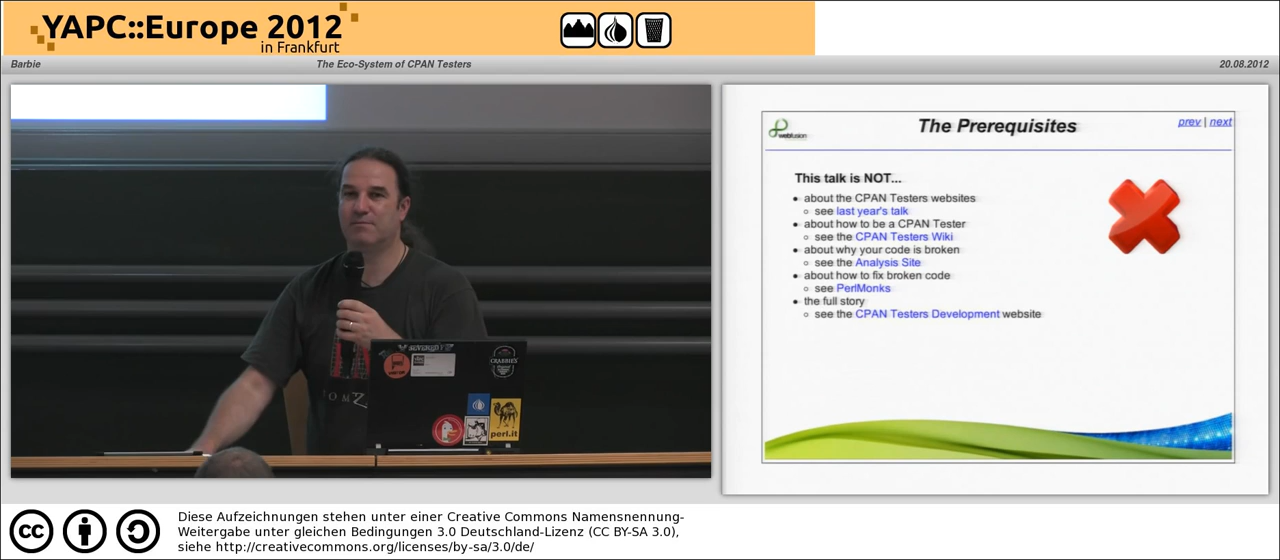 YAPC::Europe 2012
in Frankfurt
Barbie
The Eco-System of CPAN Testers
20.08.2012
webfusion
The Prerequisites
prev | next
This talk is NOT...
about the CPAN Testers websites
see last year's talk
about how to be a CPAN Tester
see the CPAN Testers Wiki
about why your code is broken
see the Analysis Site
about how to fix broken code
see PerlMonks
the full story
see the CPAN Testers Development website
CRABBIE'S
perl.it
cc
Diese Aufzeichnungen stehen unter einer Creative Commons Namensnennung-
Weitergabe unter gleichen Bedingungen 3.0 Deutschland-Lizenz (CC BY-SA 3.0),
siehe http://creativecommons.org/licenses/by-sa/3.0/de/